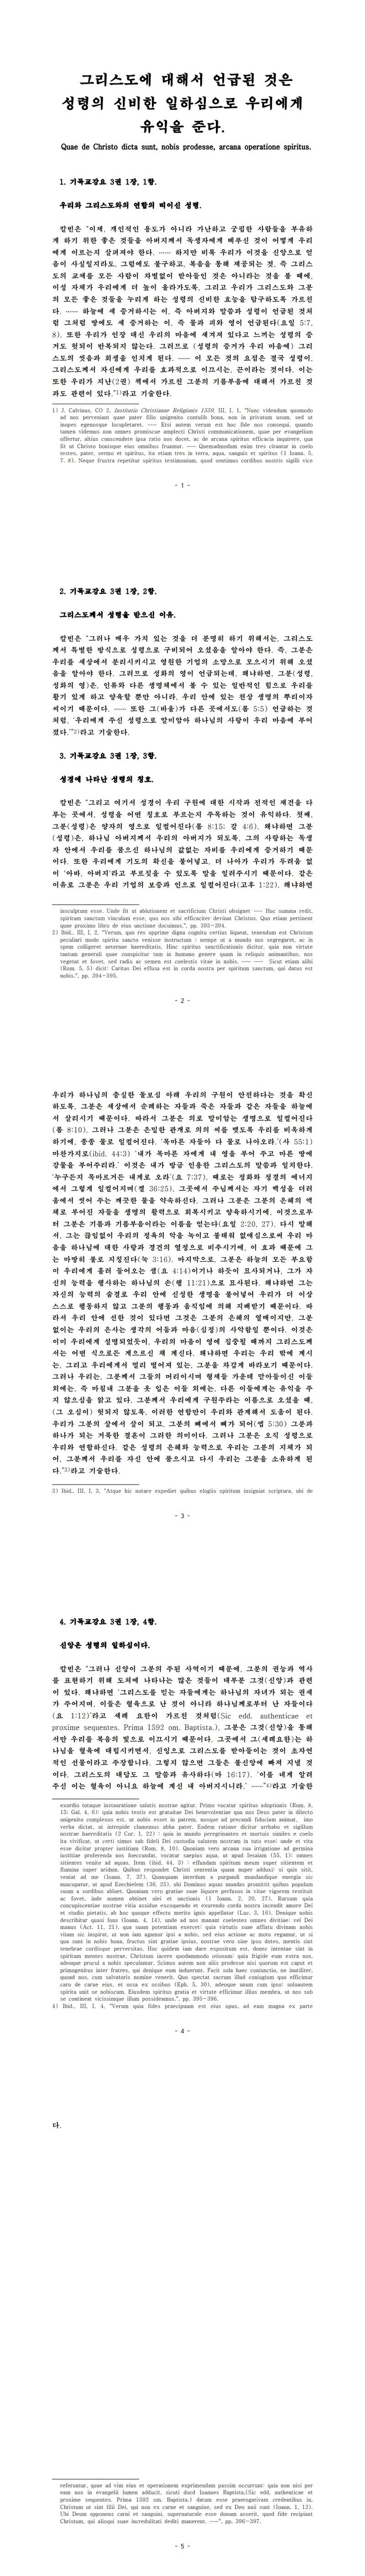 그리스도에 대해서 언급된 것은
성령의 신비한 일하심으로 우리에게
유익을 준다.
Quae de Christo dicta sunt, nobis prodesse, arcana operatione spiritus.
1. 기독교강요 3권 1장, 1항.
우리와 그리스도와의 연합의 띠이신 성령.
칼빈은 "이제, 개인적인 용도가 아니라 가난하고 궁핍한 사람들을 부유하
게 하기 위한 좋은 것들을 아버지께서 독생자에게 베푸신 것이 어떻게 우리
에게 이르는지 살펴져야 한다. …… 하지만 비록 우리가 이것을 신앙으로 얻
음이 사실일지라도, 그럼에도 불구하고, 복음을 통해 제공되는 것, 즉 그리스
도의 교제를 모든 사람이 차별없이 받아들인 것은 아니라는 것을 볼 때에,
이성 자체가 우리에게 더 높이 올라가도록, 그리고 우리가 그리스도와 그분
의 모든 좋은 것들을 누리게 하는 성령의 신비한 효능을 탐구하도록 가르친
다. …… 하늘에 세 증거하시는 이, 즉 아버지와 말씀과 성령이 언급된 것처
럼 그처럼 땅에도 세 증거하는 이, 즉 물과 피와 영이 언급된다(요일 5:7,
8). 또한 우리가 인장 대신 우리의 마음에 새겨져 있다고 느끼는 성령의 증
거도 헛되이 반복되지 않는다. 그러므로 (성령의 증거가 우리 마음에) 그리
스도의 씻음과 희생을 인치게 된다. …… 이 모든 것의 요점은 결국 성령이,
그리스도께서 자신에게 우리를 효과적으로 이끄시는, 끈이라는 것이다. 이는
또한 우리가 지난(2권) 책에서 가르친 그분의 기름부음에 대해서 가르친 것
과도 관련이 있다."1)라고 기술한다.
1) J. Calvinus, CO 2, Institutio Christianae Religionis 1559, III, I, 1, "Nunc videndum quomodo
ad nos perveniant quae pater filio unigenito contulit bona, non in privatum usum, sed ut
inopes egenosque locupletaret. …… Etsi autem verum est hoc fide nos consequi, quando
tamen videmus non omnes promiscue amplecti Christi communicationem, quae per evangelium
offertur, altius conscendere ipsa ratio nos docet, ac de arcana spiritus efficacia inquirere, qua
fit ut Christo bonisque eius omnibus fruamur. …… Quemadmodum enim tres citantur in coelo
testes, pater, sermo et spiritus, ita etiam tres in terra, aqua, sanguis et spiritus (1 Ioann. 5,
7. 8). Neque frustra repetitur spiritus testimonium, quod sentimus cordibus nostris sigilli vice
- 1 -
2. 기독교강요 3권 1장, 2항.
그리스도께서 성령을 받으신 이유.
칼빈은 "그러나 매우 가치 있는 것을 더 분명히 하기 위해서는, 그리스도
께서 특별한 방식으로 성령으로 구비되어 오셨음을 알아야 한다. 즉, 그분은
우리를 세상에서 분리시키시고 영원한 기업의 소망으로 모으시기 위해 오셨
음을 알아야 한다. 그러므로 성화의 영이 언급되는데, 왜냐하면, 그분(성령,
성화의 영)은, 인류와 다른 생명체에서 볼 수 있는 일반적인 힘으로 우리를
활기 있게 하고 양육할 뿐만 아니라, 우리 안에 있는 천상 생명의 뿌리이자
씨이기 때문이다. …… 또한 그(바울)가 다른 곳에서도(롬 5:5) 언급하는 것
처럼, '우리에게 주신 성령으로 말미암아 하나님의 사랑이 우리 마음에 부어
졌다.'"2)라고 기술한다.
3. 기독교강요 3권 1장, 3항.
성경에 나타난 성령의 칭호.
칼빈은 "그리고 여기서 성경이 우리 구원에 대한 시작과 전적인 재건을 다
루는 곳에서, 성령을 어떤 칭호로 부르는지 주목하는 것이 유익하다. 첫째,
그분(성령)은 양자의 영으로 일컬어진다(롬 8:15; 갈 4:6). 왜냐하면 그분
(성령)은, 하나님 아버지께서 우리의 아버지가 되도록, 그의 사랑하는 독생
자 안에서 우리를 품으신 하나님의 값없는 자비를 우리에게 증거하기 때문
이다. 또한 우리에게 기도의 확신을 불어넣고, 더 나아가 우리가 두려움 없
이 '아바, 아버지'라고 부르짖을 수 있도록 말을 일러주시기 때문이다. 같은
이유로 그분은 우리 기업의 보증과 인으로 일컬어진다(고후 1:22), 왜냐하면
insculptum esse. Unde fit ut ablutionem et sacrificium Christi obsignet …… Huc summa redit,
spiritum sanctum vinculum esse, quo nos sibi efficaciter devinat Christus. Quo etiam pertinent
quae proximo libro de eius unctione docuimus.", pp. 393-394.
2) Ibid., III, I, 2, "Verum, quo res apprime digna cognitu certius liqueat, tenendum est Christum
peculiari modo spiritu sancto venisse instructum : nempe ut a mundo nos segregaret, ac in
spem colligeret aeternae haereditatis. Hinc spiritus sanctificationis dicitur, quia non virtute
tantum generali quae conspicitur tam in humano genere quam in reliquis animantibus, nos
vegetat et fovet, sed radix ac semen est coelestis vitae in nobis. …… …… Sicut etiam alibi
(Rom. 5, 5) dicit: Caritas Dei effusa est in corda nostra per spiritum sanctum, qui datus est
nobis.", pp. 394-395.
- 2 -
우리가 하나님의 충실한 돌보심 아래 우리의 구원이 안전하다는 것을 확신
하도록, 그분은 세상에서 순례하는 자들과 죽은 자들과 같은 자들을 하늘에
서 살리시기 때문이다. 따라서 그분은 의로 말미암는 생명으로 일컬어진다
(롬 8:10). 그러나 그분은 은밀한 관개로 의의 씨를 맺도록 우리를 비옥하게
하기에, 종종 물로 일컬어진다. '목마른 자들아 다 물로 나아오라.'(사 55:1)
마찬가지로(ibid. 44:3) '내가 목마른 자에게 내 영을 부어 주고 마른 땅에
강물을 부어주리라.' 이것은 내가 방금 인용한 그리스도의 말씀과 일치한다.
'누구든지 목마르거든 내게로 오라'(요 7:37). 때로는 정화와 정결의 에너지
에서 그렇게 일컬어지며(겔 36:25), 그곳에서 주님께서는 자기 백성을 더러
움에서 씻어 주는 깨끗한 물을 약속하신다. 그러나 그분은 그분의 은혜의 액
체로 부어진 자들을 생명의 활력으로 회복시키고 양육하시기에, 이것으로부
터 그분은 기름과 기름부음이라는 이름을 얻는다(요일 2:20, 27). 다시 말해
서, 그는 끊임없이 우리의 정욕의 악을 녹이고 불태워 없애심으로써 우리 마
음을 하나님에 대한 사랑과 경건의 열정으로 비추시기에, 이 효과 때문에 그
는 마땅히 불로 지칭된다(눅 3:16). 마지막으로, 그분은 하늘의 모든 부요함
이 우리에게 흘러 들어오는 샘(요 4:14)이거나 하듯이 표사되거나, 그가 자
신의 능력을 행사하는 하나님의 손(행 11:21)으로 표사된다. 왜냐하면 그는
자신의 능력의 숨결로 우리 안에 신성한 생명을 불어넣어 우리가 더 이상
스스로 행동하지 않고 그분의 행동과 움직임에 의해 지배받기 때문이다. 따
라서 우리 안에 선한 것이 있다면 그것은 그분의 은혜의 열매이지만, 그분
없이는 우리의 은사는 생각의 어둠과 마음(심정)의 사악함일 뿐이다. 이것은
이미 우리에게 설명되었듯이, 우리의 마음이 령에 집중될 때까지 그리스도께
서는 어떤 식으로든 게으르신 채 계신다. 왜냐하면 우리는 우리 밖에 계시
는, 그리고 우리에게서 멀리 떨어져 있는, 그분을 차갑게 바라보기 때문이다.
그러나 우리는, 그분께서 그들의 머리이시며 형제들 가운데 맏아들이신 이들
외에는, 즉 마침내 그분을 옷 입은 이들 외에는, 다른 이들에게는 유익을 주
지 않으심을 알고 있다. 그분께서 우리에게 구원주라는 이름으로 오셨을 때,
(그 오심이) 헛되지 않도록, 이러한 연합만이 우리와 관계해서 도움이 된다.
우리가 그분의 살에서 살이 되고, 그분의 뼈에서 뼈가 되어(엡 5:30) 그분과
하나가 되는 거룩한 결혼이 그러한 의미이다. 그러나 그분은 오직 성령으로
우리와 연합하신다. 같은 성령의 은혜와 능력으로 우리는 그분의 지체가 되
어, 그분께서 우리를 자신 안에 품으시고 다시 우리는 그분을 소유하게 된
다."3)라고 기술한다.
3) Ibid., III, I, 3, "Atque hic notare expediet quibus elogiis spiritum insigniat scriptura, ubi de
- 3 -
4. 기독교강요 3권 1장, 4항.
신앙은 성령의 일하심이다.
칼빈은 "그러나 신앙이 그분의 주된 사역이기 때문에, 그분의 권능과 역사
를 표현하기 위해 도처에 나타나는 많은 것들이 대부분 그것(신앙)과 관련
이 있다. 왜냐하면 '그리스도를 믿는 자들에게는 하나님의 자녀가 되는 권세
가 주어지며, 이들은 혈육으로 난 것이 아니라 하나님께로부터 난 자들이다
(요 1:12)'라고 세례 요한이 가르친 것처럼(Sic edd. authenticae et
proxime sequentes. Prima 1592 om. Baptista.), 그분은 그것(신앙)을 통해
서만 우리를 복음의 빛으로 이끄시기 때문이다. 그곳에서 그(세례요한)는 하
나님을 혈육에 대립시키면서, 신앙으로 그리스도를 받아들이는 것이 초자연
적인 선물이라고 주장합니다. 그렇지 않으면 그들은 불신앙에 빠져 지낼 것
이다. 그리스도의 대답도 그 말씀과 유사하다(마 16:17). '이를 네게 알려
주신 이는 혈육이 아니요 하늘에 계신 내 아버지시니라.' ……"4)라고 기술한
exordio totaque instauratione salutis nostrae agitur. Primo vocatur spiritus adoptionis (Rom. 8,
15; Gal. 4, 6): quia nobis testis est gratuitae Dei benevolentiae qua nos Deus pater in dilecto
unigenito complexus est, ut nobis esset in patrem, nosque ad precandi fiduciam animat, imo
verba dictat, ut intrepide clamemus abba pater. Eadem ratione dicitur arrhabo et sigillum
nostrae haereditatis (2 Cor. 1, 22) : quia in mundo peregrinantes et mortuis similes e coelo
ita vivificat, ut certi simus sub fideli Dei custodia salutem nostram in tuto esse: unde et vita
esse dicitur propter iustitiam (Rom. 8, 10). Quoniam vero arcana sua irrigatione ad germina
iustitiae proferenda nos foecundat, vocatur saepius aqua, ut apud Iesaiam (55, 1): omnes
sitientes venite ad aquas. Item (ibid. 44, 3) : effundam spiritum meum super sitientem et
flumina super aridam. Quibus respondet Christi sententia quam nuper adduxi: si quis sitit,
veniat ad me (Ioann. 7, 37). Quanquam interdum a purgandi mundandique energia sic
nuncupatur, ut apud Ezechielem (36, 25), ubi Dominus aquas mundas promittit quibus populum
suum a sordibus abluet. Quoniam vero gratiae suae liquore perfusos in vitae vigorem restituit
ac fovet, inde nomen obtinet olei et unctionis (1 Ioann. 2, 20, 27). Rursum quia
concupiscentiae nostrae vitia assidue excoquendo et exurendo corda nostra incendit amore Dei
et studio pietatis, ab hoc quoque effectu merito ignis appellatur (Luc. 3, 16). Denique nobis
describitur quasi fons (Ioann. 4, 14), unde ad nos manant coelestes omnes divitiae: vel Dei
manus (Act. 11, 21), qua suam potentiam exercet: quia virtutis suae afflatu divinam nobis
vitam sic inspirat, ut non iam agamur ipsi a nobis, sed eius actione ac motu regamur, ut si
qua sunt in nobis bona, fructus sint gratiae ipsius, nostrae vero sine ipso dotes, mentis sint
tenebrae cordisque perversitas. Hoc quidem iam dare expositum est, donec intentae sint in
spiritum mentes nostrae, Christum iacere quodammodo otiosum: quia frigide eum extra nos,
adeoque procul a nobis speculamur. Scimus autem non aliis prodesse nisi quorum est caput et
primogenitus inter fratres, qui denique eum induerunt. Facit sola haec coniunctio, ne inutiliter,
quoad nos, cum salvatoris nomine venerit. Quo spectat sacrum illud coniugium quo efficimur
caro de carne eius, et ossa ex ossibus (Eph. 5, 30), adeoque unum cum ipso: solautem
spiritu unit se nobiscum. Eiusdem spiritus gratia et virtute efficimur illius membra, ut nos sub
se continent vicissimque illum possideamus.", pp. 395-396.
4) Ibid., III, I, 4, "Verum quia fides praecipuum est eius opus, ad eam magna ex parte
- 4 -
다.
referuntur, quae ad vim eius et operationem exprimendam passim occurrunt: quia non nisi per
eam nos in evangelii lumen adducit, sicuti docet Ioannes Baptista,(Sic edd. authenticae et
proxime sequentes. Prima 1592 om. Baptista.) datum esse praerogativam credentibus in
Christum ut sint filii Dei, qui non ex carne et sanguine, sed ex Deo nati sunt (Ioann. 1, 12).
Ubi Deum opponens carni et sanguini, supernaturale esse donum asserit, quod fide recipiant
Christum, qui alioqui suae incredulitati dediti manerent. ……", pp. 396-397.
- 5 -